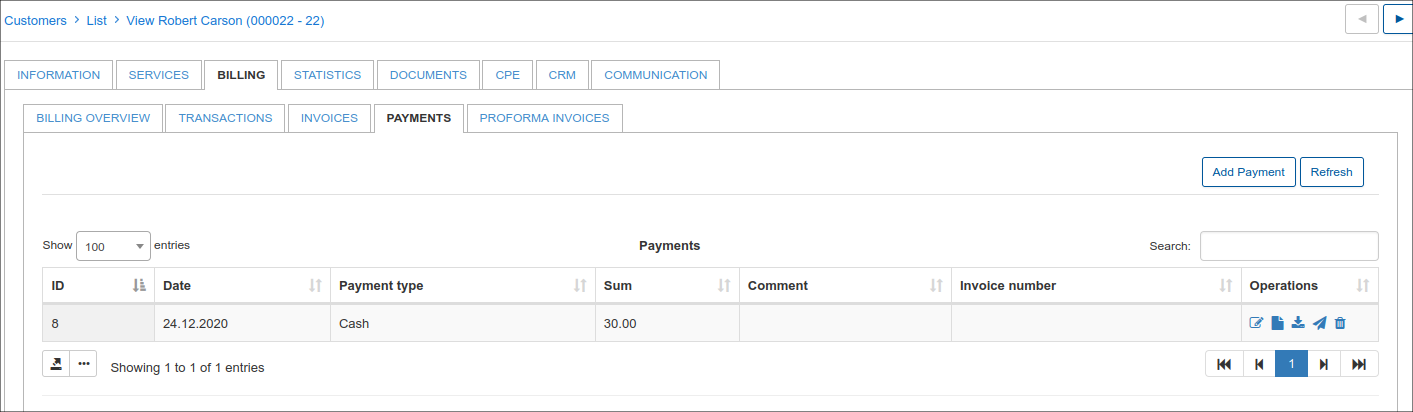 Customers > List > View Robert Carson (000022 - 22)
INFORMATION SERVICES BILLING STATISTICS DOCUMENTS CPE CRM COMMUNICATION
BILLING OVERVIEW TRANSACTIONS INVOICES PAYMENTS PROFORMA INVOICES
Add Payment Refresh
Show 100 entries Payments Search:
ID Date Payment type Sum Comment Invoice number Operations
8 24.12.2020 Cash 30.00
Showing 1 to 1 of 1 entries 1